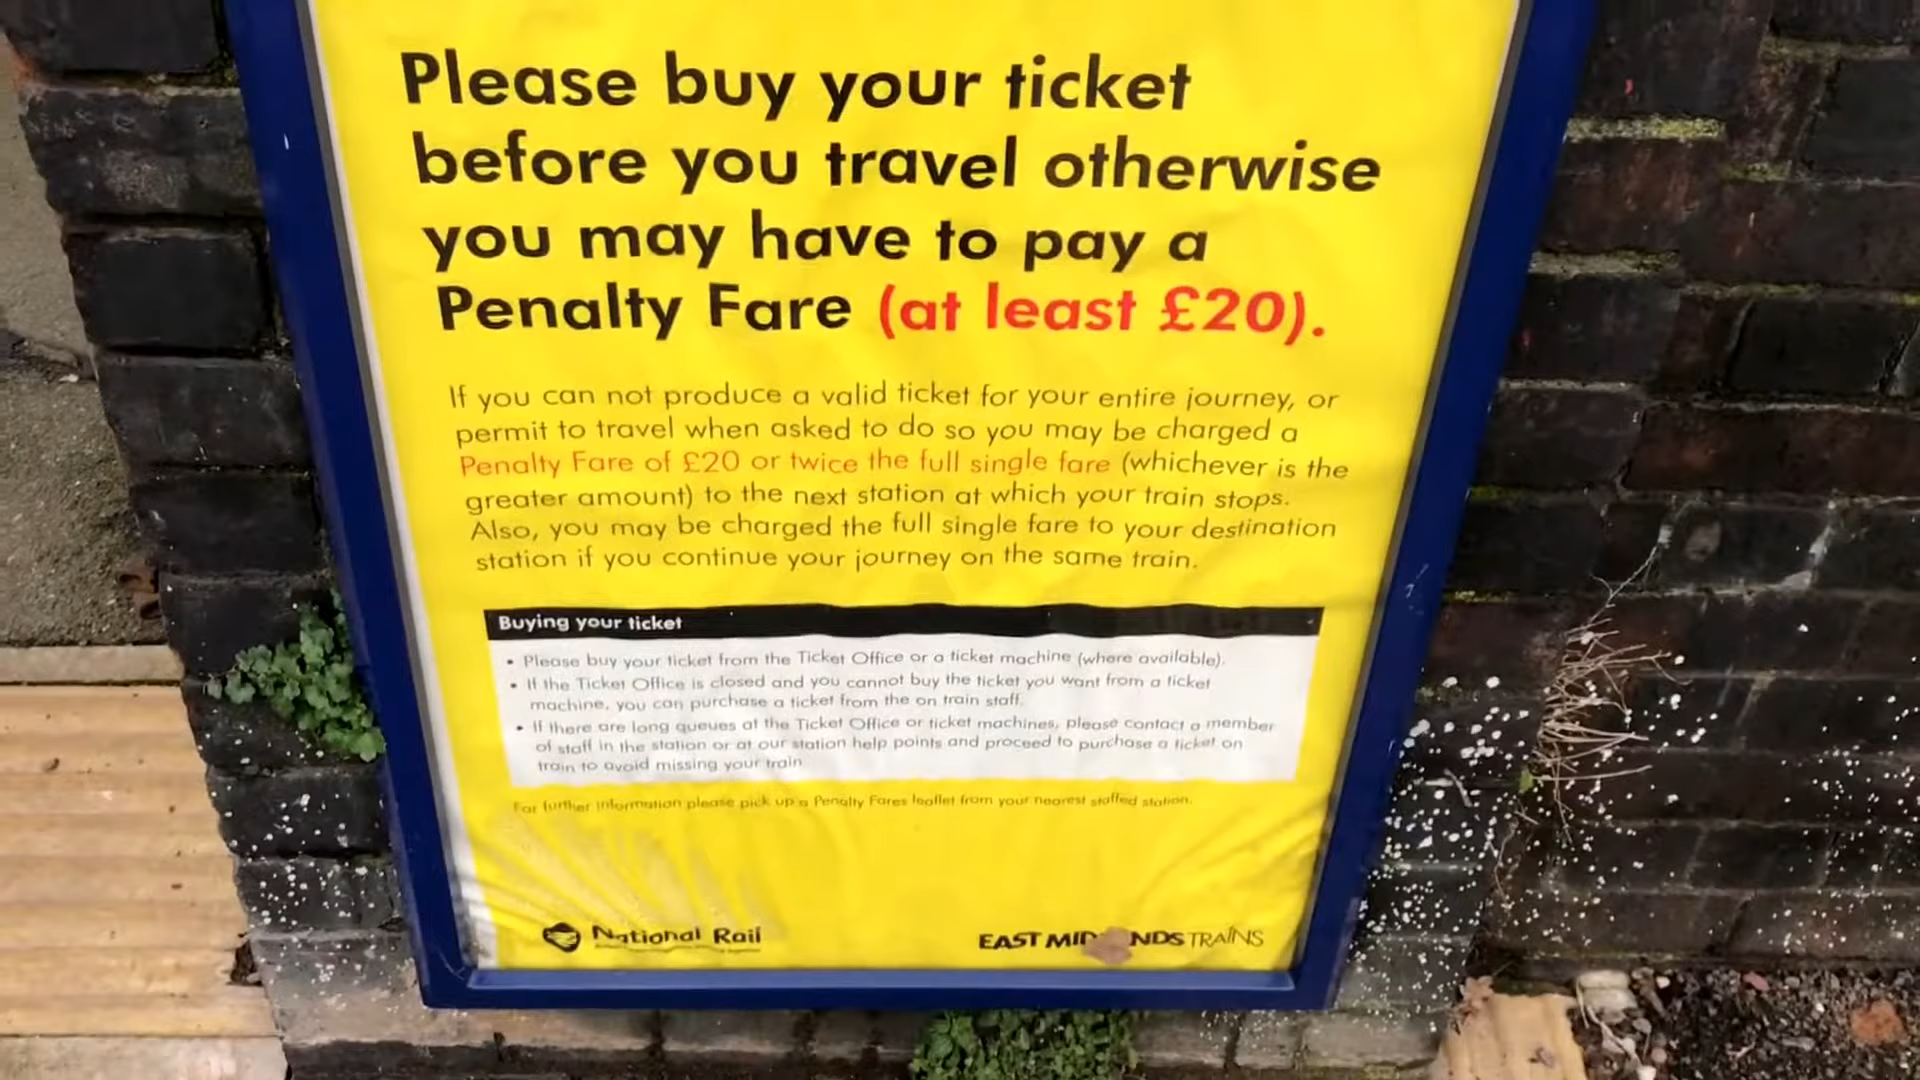 Please buy your ticket
before you travel otherwise
you may have to pay a
Penalty Fare (at least £20).
If you can not produce a valid ticket for your entire journey, or
permit to travel when asked to do so you may be charged a
Penalty Fare of £20 or twice the full single fare (whichever is the
greater amount) to the next station at which your train stops.
Also, you may be charged the full single fare to your destination
station if you continue your journey on the same train.
Buying your ticket
• Please buy your ticket from the Ticket Office or a ticket machine (where available).
• If the Ticket Office is closed and you cannot buy the ticket you want from a ticket
machine, you can purchase a ticket from the on train staff.
• If there are long queues at the Ticket Office or ticket machines, please contact a member
of staff in the station or at our station help points and proceed to purchase a ticket on
train to avoid missing your train
For further information please pick up a Penalty Fares leaflet from your nearest staffed station.
National Rail
EAST MIDLANDS TRAINS